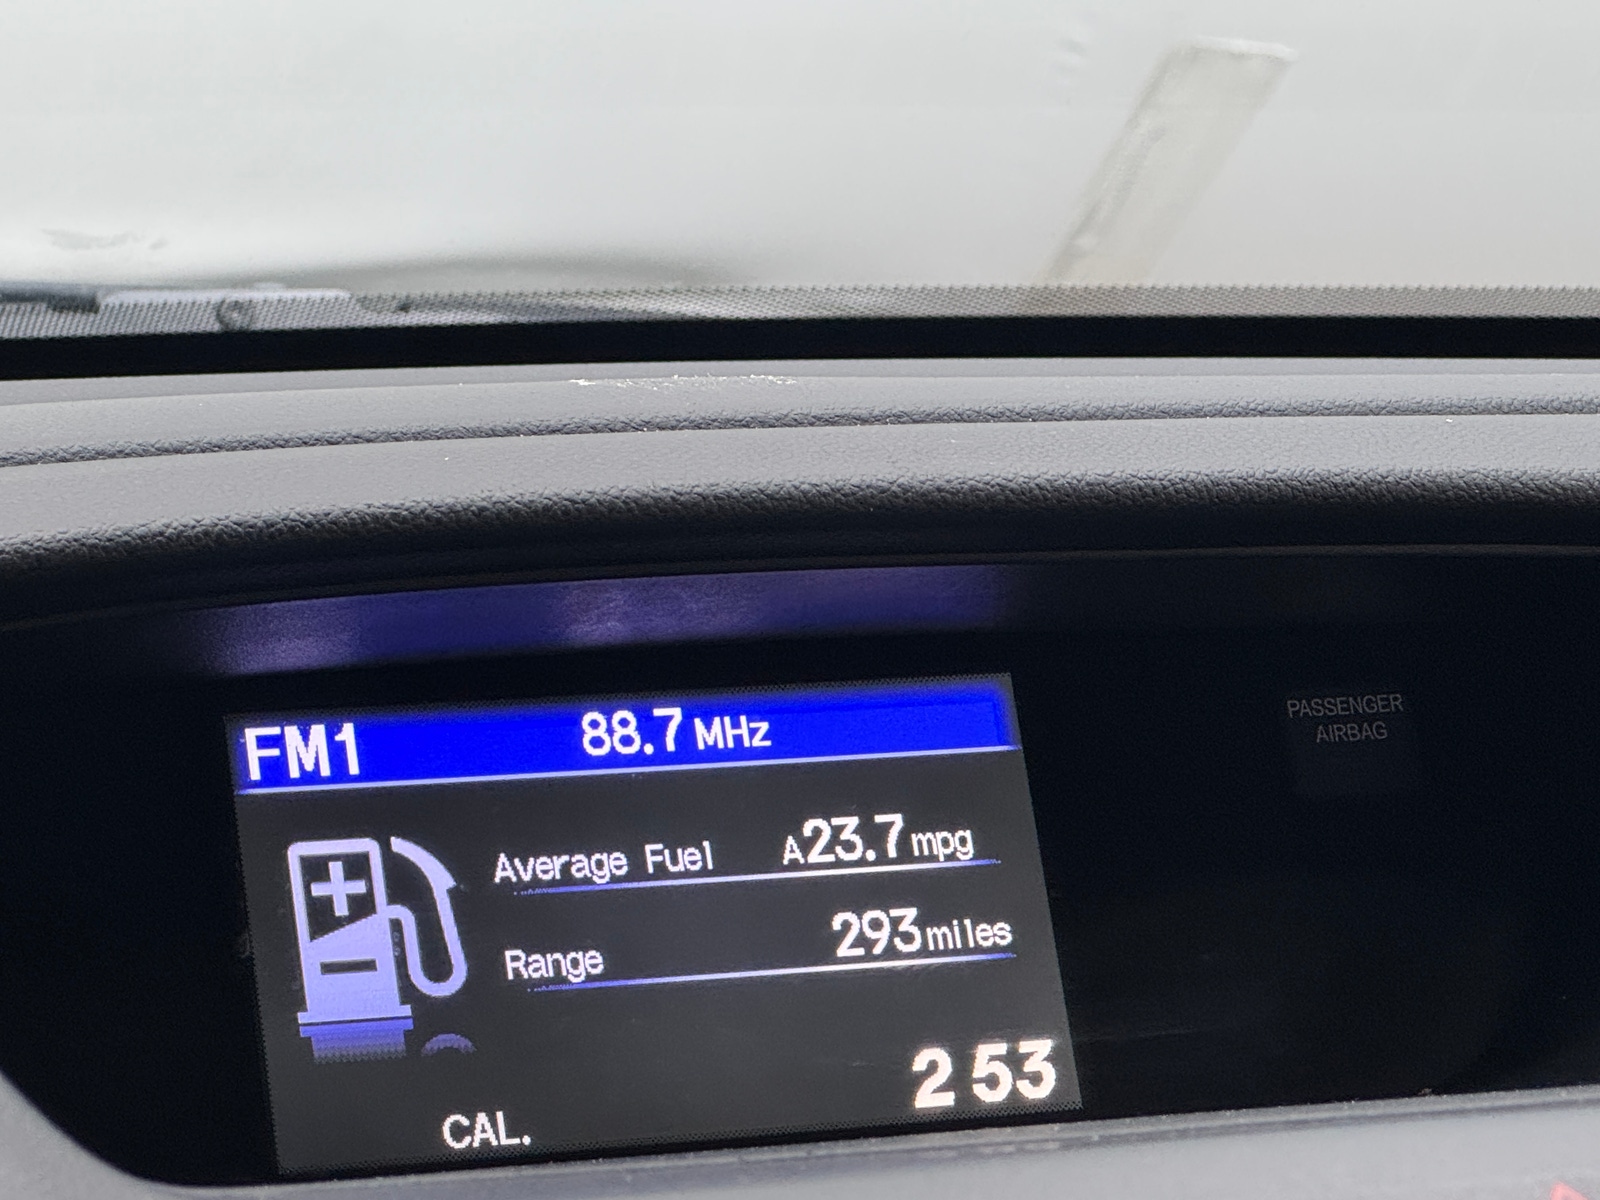 FM1 88.7 MHz
PASSENGER
AIRBAG
Average Fuel A23.7 mpg
Range 293 miles
2 53
CAL.